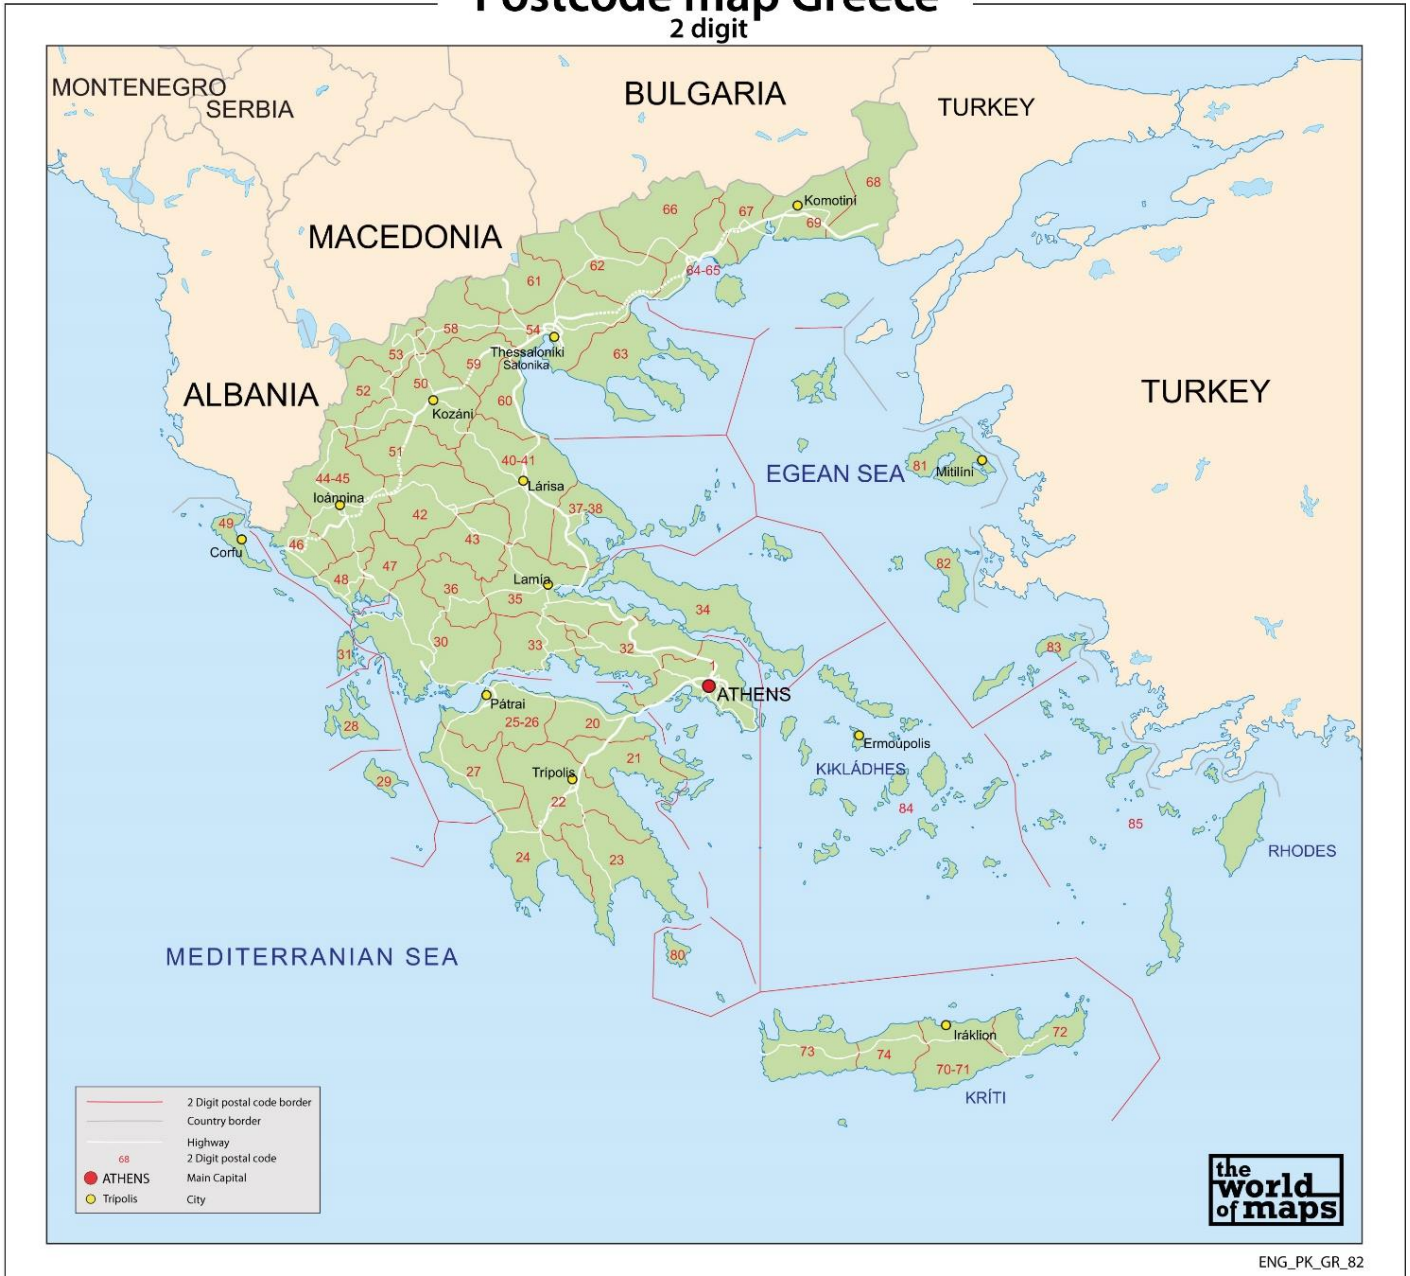 Postcode map Greece
2 digit
MONTENEGRO
SERBIA
BULGARIA
TURKEY
MACEDONIA
ALBANIA
TURKEY
68
Komotini
66
67
69
62
64-65
61
58
54
Thessaloniki
Salonika
53
59
63
52
50
60
Kozáni
51
40-41
EGEAN SEA
81
Mitilíni
44-45
Lárisa
Ioánnina
37-38
42
49
Corfu
46
43
47
48
36
Lamía
35
82
34
30
33
32
31
83
1
ATHENS
Pátrai
28
25-26
20
Ermoúpolis
KIKLÁDHES
21
27
Trípolis
29
22
84
85
24
23
RHODES
MEDITERRANIAN SEA
80
Iráklion
72
73
74
70-71
KRÍTI
2 Digit postal code border
Country border
Highway
68 2 Digit postal code
ATHENS Main Capital
Trípolis City
the
world
of maps
ENG_PK_GR_82